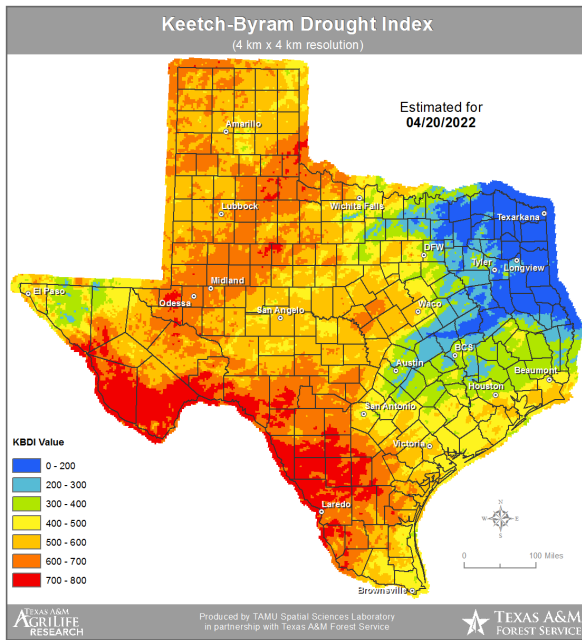 Keetch-Byram Drought Index
(4 km x 4 km resolution)
Estimated for
04/20/2022
Amarillo
Lubbock
Wichita Falls
Texarkana
DFW
Tyler
Longview
El Paso
Midland
Odessa
San Angelo
Waco
Austin
BCS
Beaumont
Houston
San Antonio
Victoria
Laredo
Brownsville
KBDI Value
0 - 200
200 - 300
300 - 400
400 - 500
500 - 600
600 - 700
700 - 800
N
W
E
S
0
100 Miles
TEXAS A&M
AGRILIFE
RESEARCH
Produced by TAMU Spatial Sciences Laboratory
in partnership with Texas A&M Forest Service
TEXAS A&M
FOREST SERVICE